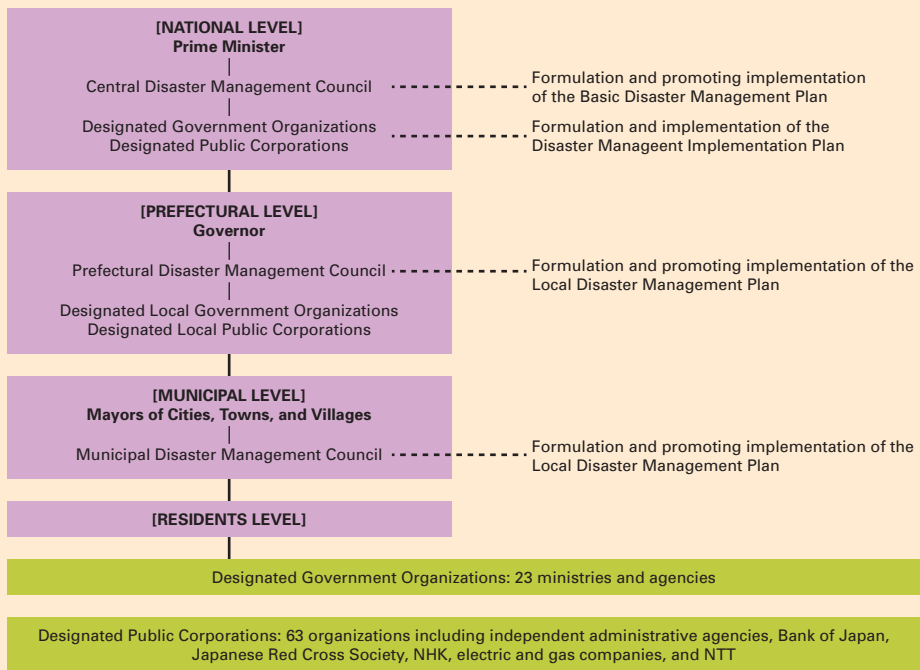 [NATIONAL LEVEL]
Prime Minister
Central Disaster Management Council
Formulation and promoting implementation
of the Basic Disaster Management Plan
Designated Government Organizations
Designated Public Corporations
Formulation and implementation of the
Disaster Manageent Implementation Plan
[PREFECTURAL LEVEL]
Governor
Prefectural Disaster Management Council
Formulation and promoting implementation of the
Local Disaster Management Plan
Designated Local Government Organizations
Designated Local Public Corporations
[MUNICIPAL LEVEL]
Mayors of Cities, Towns, and Villages
Municipal Disaster Management Council
Formulation and promoting implementation of the
Local Disaster Management Plan
[RESIDENTS LEVEL]
Designated Government Organizations: 23 ministries and agencies
Designated Public Corporations: 63 organizations including independent administrative agencies, Bank of Japan,
Japanese Red Cross Society, NHK, electric and gas companies, and NTT